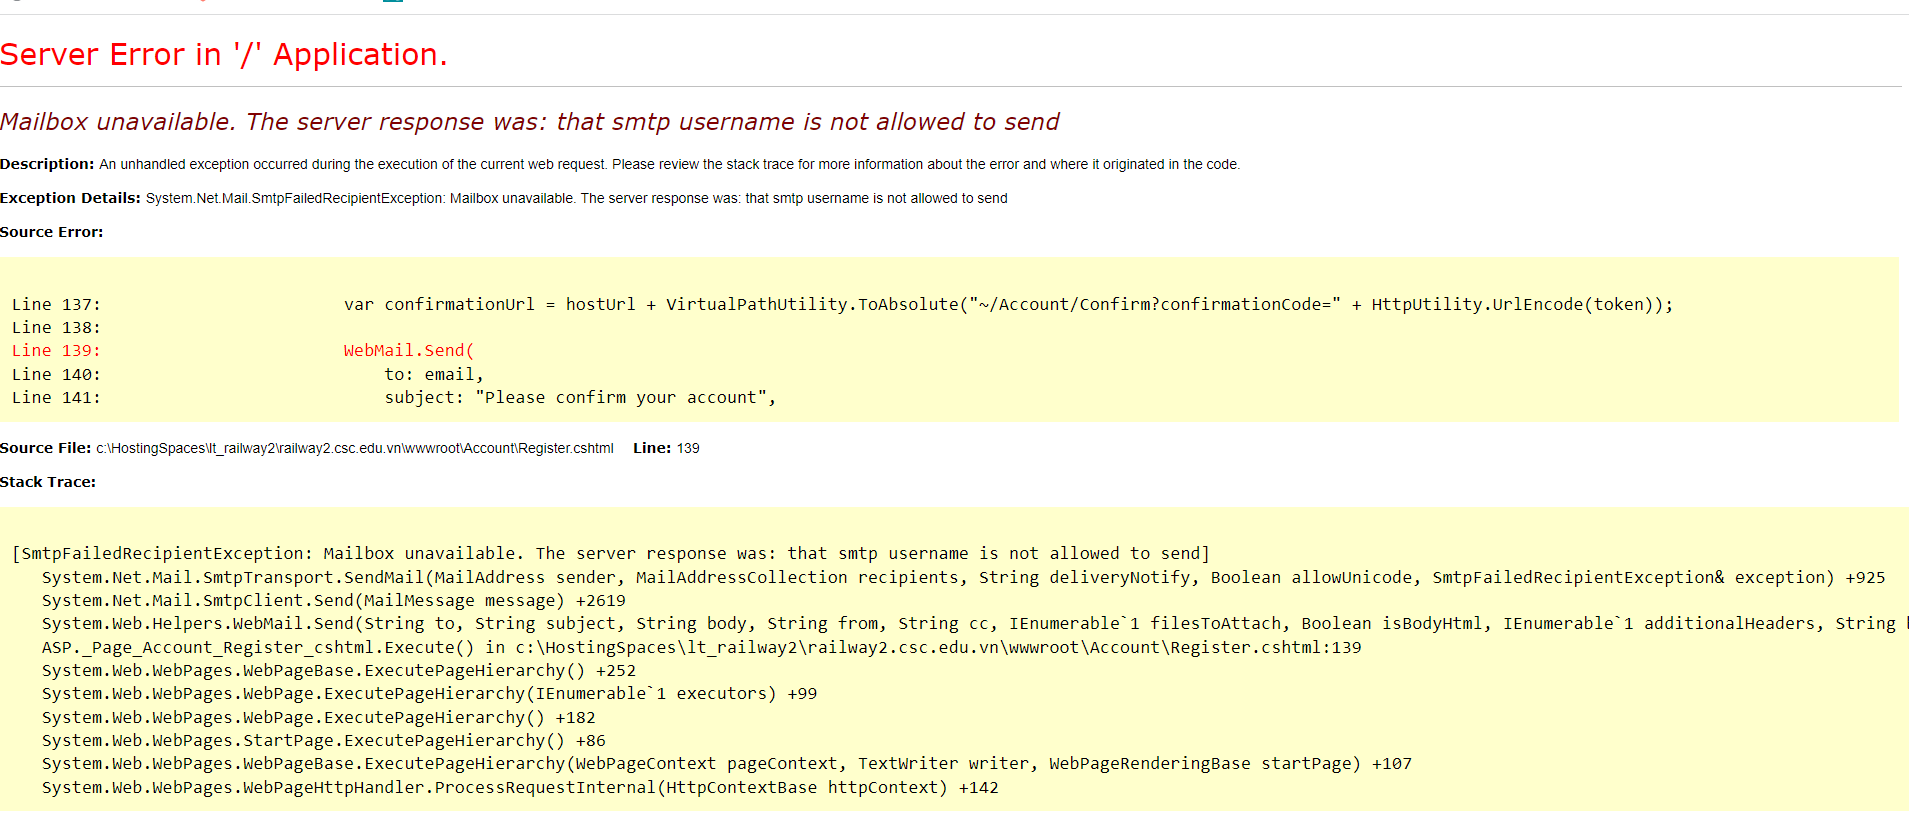 Server Error in '/' Application.
Mailbox unavailable. The server response was: that smtp username is not allowed to send
Description: An unhandled exception occurred during the execution of the current web request. Please review the stack trace for more information about the error and where it originated in the code.
Exception Details: System.Net.Mail.SmtpFailedRecipientException: Mailbox unavailable. The server response was: that smtp username is not allowed to send
Source Error:
Line 137:                        var confirmationUrl = hostUrl + VirtualPathUtility.ToAbsolute("~/Account/Confirm?confirmationCode=" + HttpUtility.UrlEncode(token));
Line 138:
Line 139:                        WebMail.Send(
Line 140:                            to: email,
Line 141:                            subject: "Please confirm your account",
Source File: c:\HostingSpaces\lt_railway2\railway2.csc.edu.vn\wwwroot\Account\Register.cshtml    Line: 139
Stack Trace:
[SmtpFailedRecipientException: Mailbox unavailable. The server response was: that smtp username is not allowed to send]
   System.Net.Mail.SmtpTransport.SendMail(MailAddress sender, MailAddressCollection recipients, String deliveryNotify, Boolean allowUnicode, SmtpFailedRecipientException& exception) +925
   System.Net.Mail.SmtpClient.Send(MailMessage message) +2619
   System.Web.Helpers.WebMail.Send(String to, String subject, String body, String from, String cc, IEnumerable`1 filesToAttach, Boolean isBodyHtml, IEnumerable`1 additionalHeaders, String
   ASP._Page_Account_Register_cshtml.Execute() in c:\HostingSpaces\lt_railway2\railway2.csc.edu.vn\wwwroot\Account\Register.cshtml:139
   System.Web.WebPages.WebPageBase.ExecutePageHierarchy() +252
   System.Web.WebPages.WebPage.ExecutePageHierarchy(IEnumerable`1 executors) +99
   System.Web.WebPages.WebPage.ExecutePageHierarchy() +182
   System.Web.WebPages.StartPage.ExecutePageHierarchy() +86
   System.Web.WebPages.WebPageBase.ExecutePageHierarchy(WebPageContext pageContext, TextWriter writer, WebPageRenderingBase startPage) +107
   System.Web.WebPages.WebPageHttpHandler.ProcessRequestInternal(HttpContextBase httpContext) +142